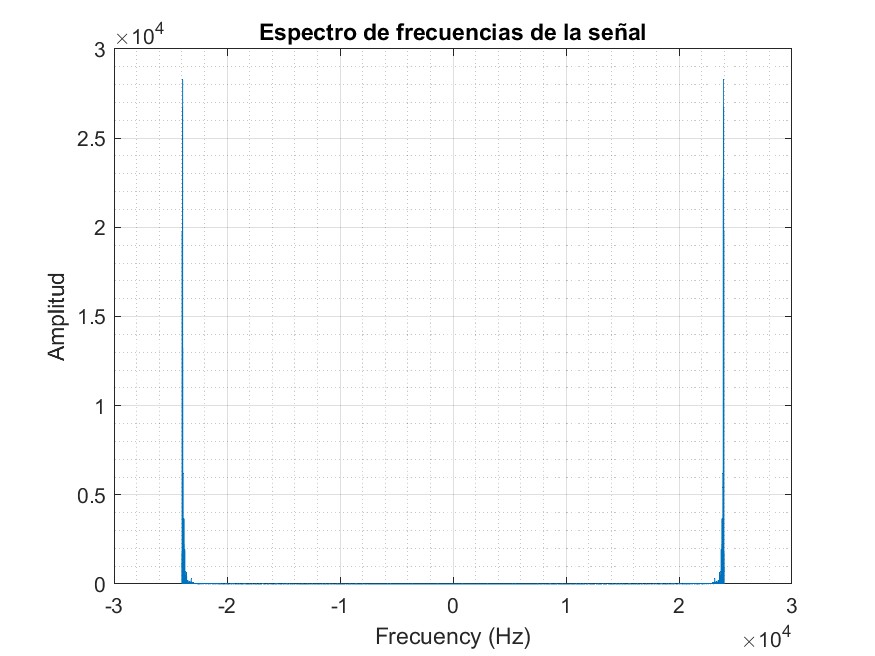 Espectro de frecuencias de la señal
×10⁴
3
2.5
2
1.5
1
0.5
0
Amplitud
-3 -2 -1 0 1 2 3
Frecuency (Hz)
×10⁴